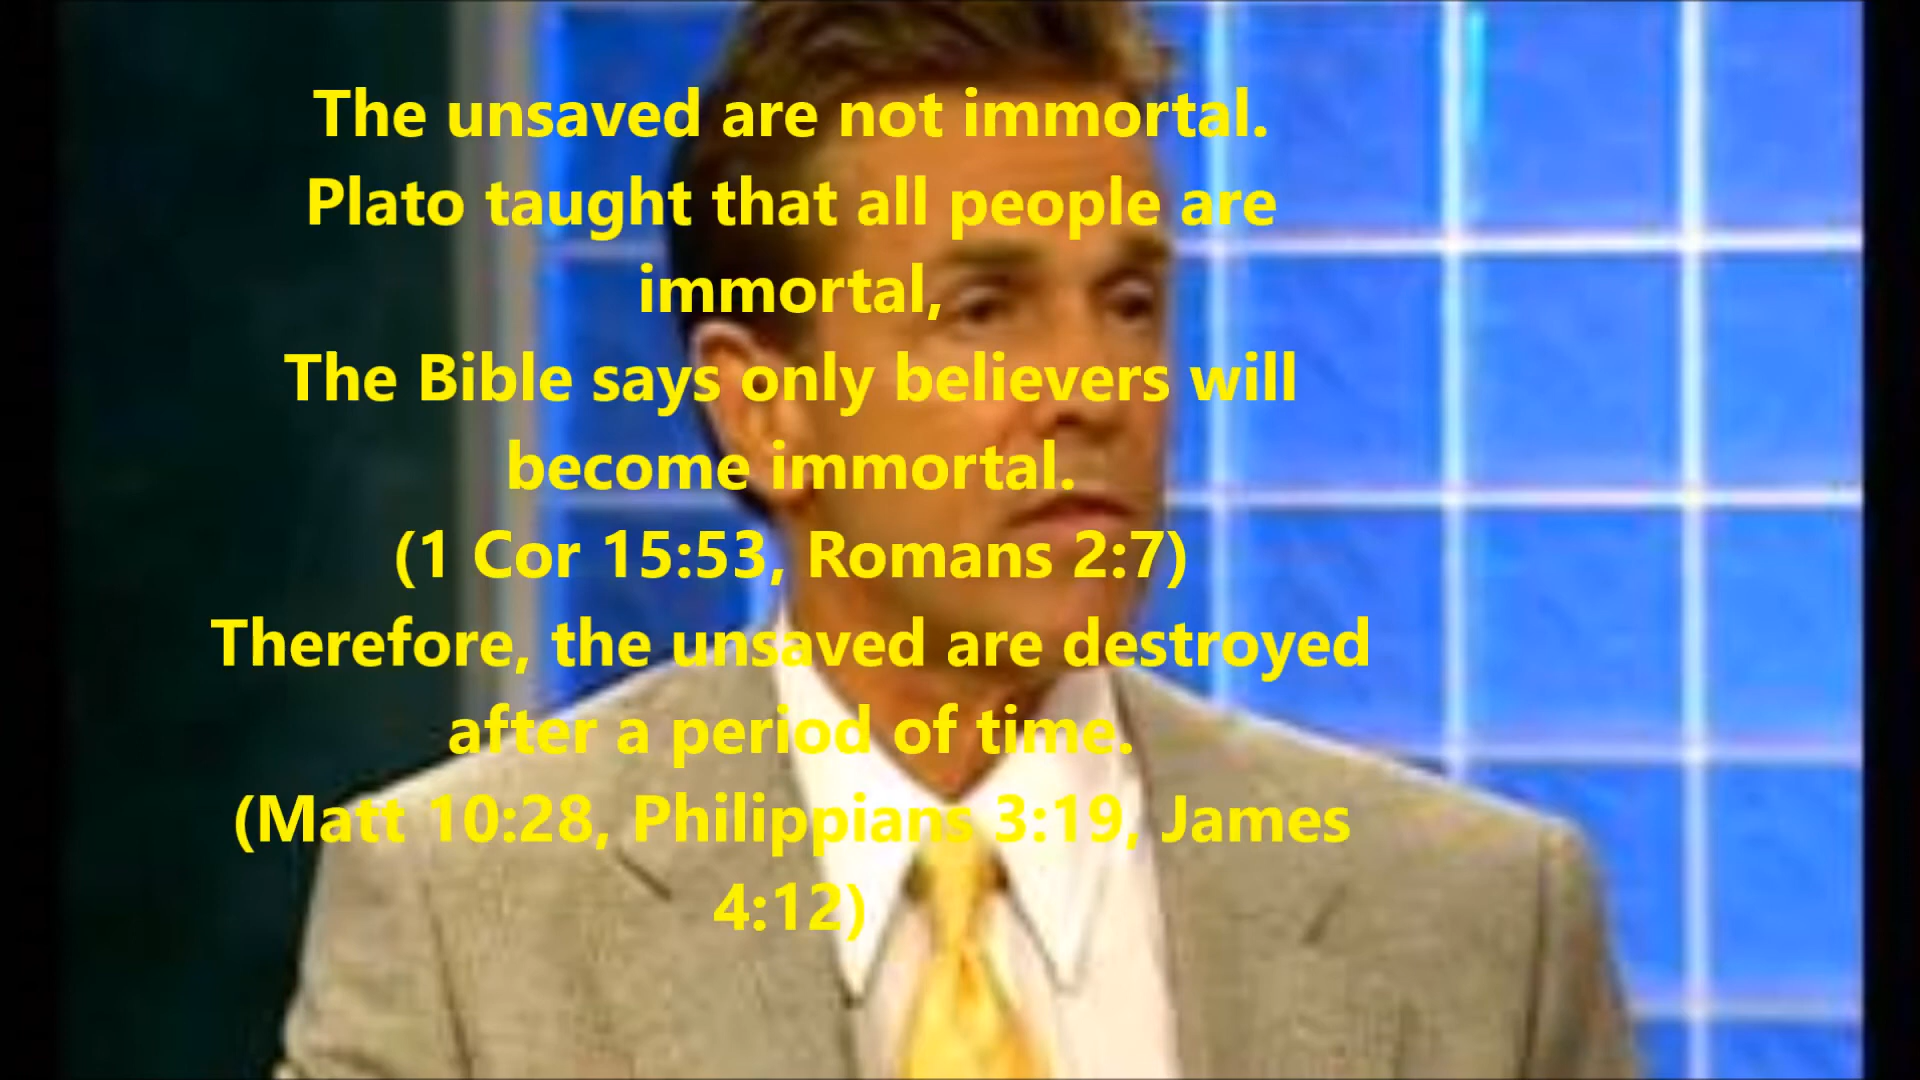 The unsaved are not immortal.
Plato taught that all people are
immortal,
The Bible says only believers will
become immortal.
(1 Cor 15:53, Romans 2:7)
Therefore, the unsaved are destroyed
after a period of time.
(Matt 10:28, Philippians 3:19, James
4:12)